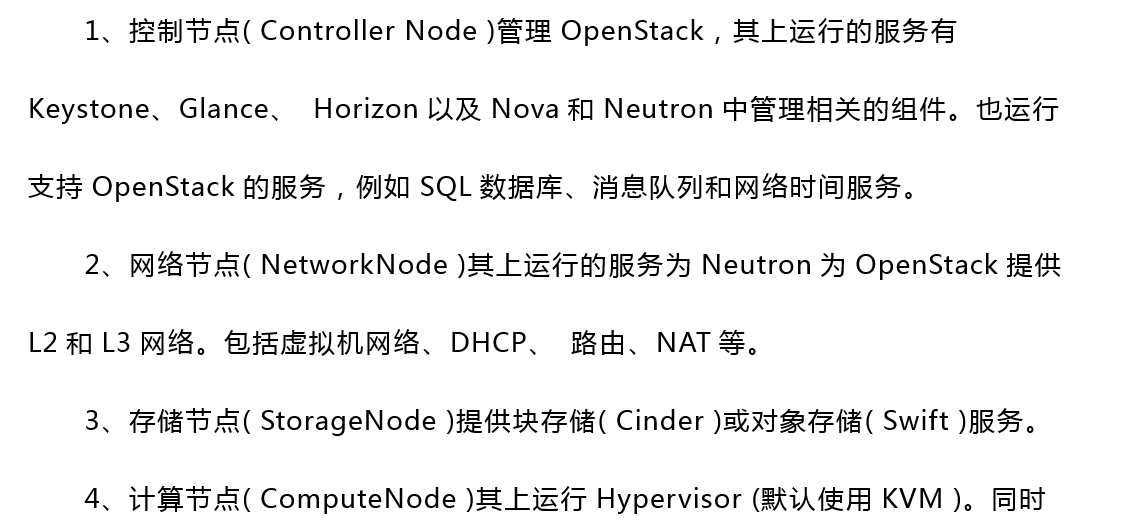 1、控制节点( Controller Node )管理 OpenStack，其上运行的服务有
Keystone、Glance、 Horizon 以及 Nova 和 Neutron 中管理相关的组件。也运行
支持 OpenStack 的服务，例如 SQL 数据库、消息队列和网络时间服务。
2、网络节点( NetworkNode )其上运行的服务为 Neutron 为 OpenStack 提供
L2 和 L3 网络。包括虚拟机网络、DHCP、 路由、NAT 等。
3、存储节点( StorageNode )提供块存储( Cinder )或对象存储( Swift )服务。
4、计算节点( ComputeNode )其上运行 Hypervisor (默认使用 KVM )。同时